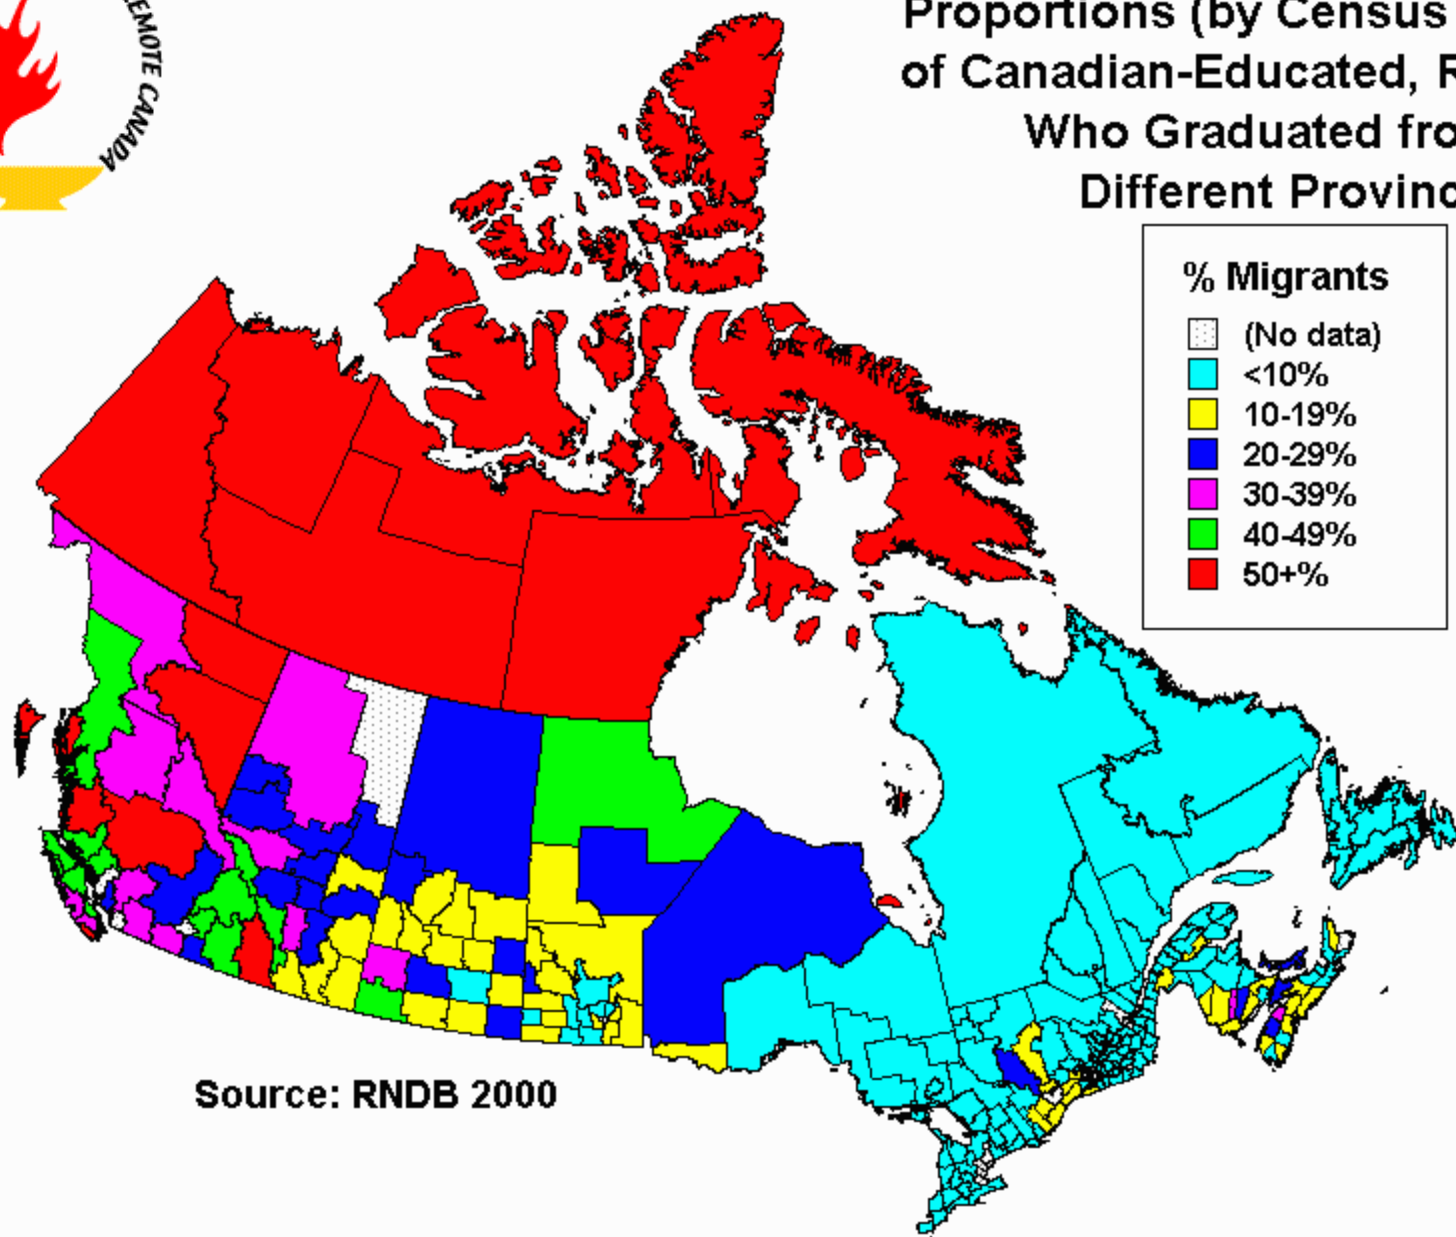 EMOTE CANADA
Proportions (by Census
of Canadian-Educated, R
Who Graduated fro
Different Provinc
% Migrants
(No data)
<10%
10-19%
20-29%
30-39%
40-49%
50+%
Source: RNDB 2000